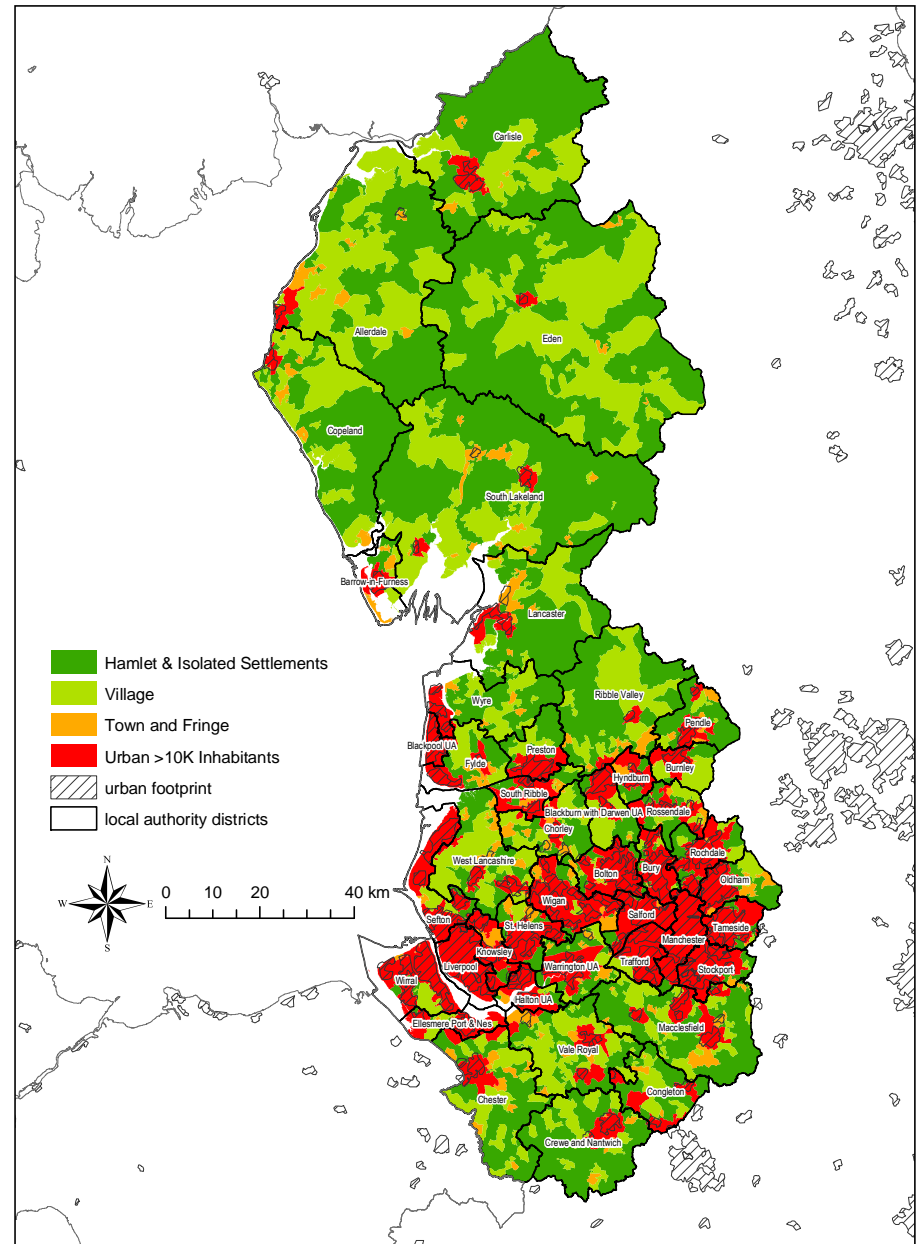 Carlisle
Allerdale
Eden
Copeland
South Lakeland
Barrow-in-Furness
Lancaster
Hamlet & Isolated Settlements
Village
Town and Fringe
Urban >10K Inhabitants
urban footprint
local authority districts
N
W E
S
0 10 20 40 km
Wyre
Ribble Valley
Pendle
Blackpool UA
Fylde
Preston
Hyndburn
Burnley
South Ribble
Blackburn with Darwen UA
Rossendale
Chorley
West Lancashire
Rochdale
Bolton
Bury
Oldham
Wigan
Sefton
Salford
St. Helens
Tameside
Manchester
Knowsley
Liverpool
Warrington UA
Trafford
Stockport
Wirral
Halton UA
Ellesmere Port & Nes
Macclesfield
Vale Royal
Chester
Congleton
Crewe and Nantwich